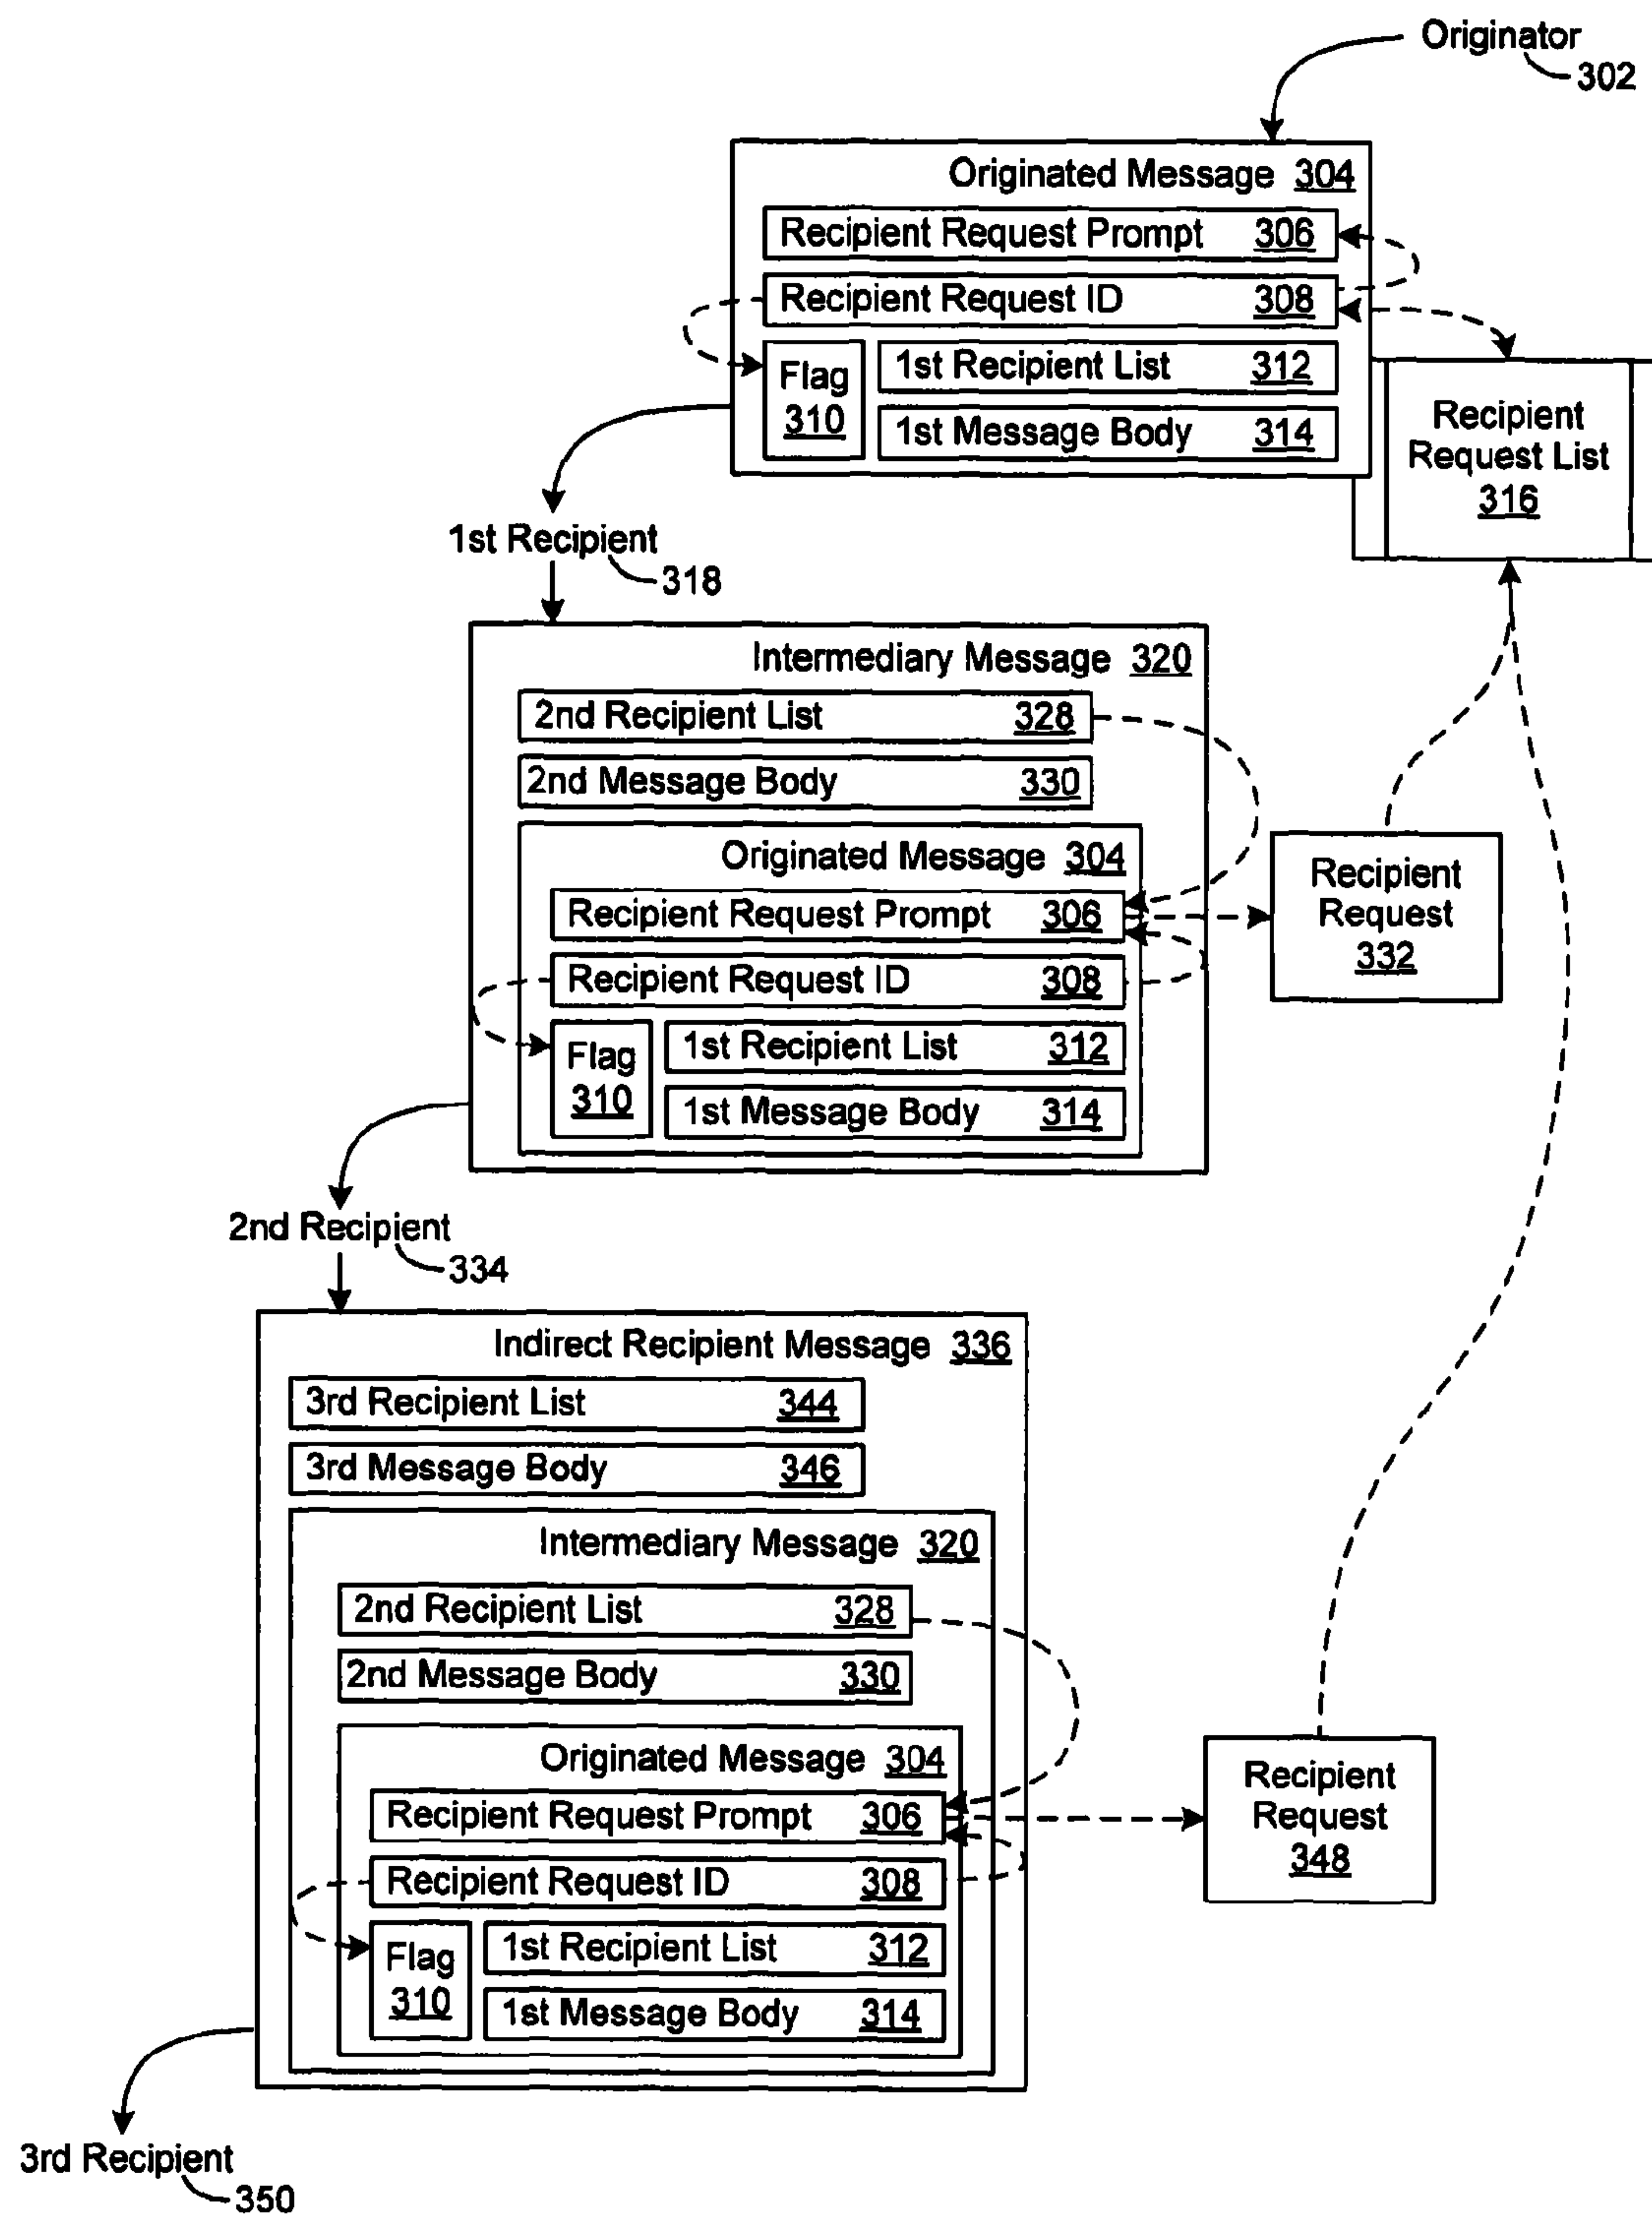 Originator
302
Originated Message 304
Recipient Request Prompt 306
Recipient Request ID 308
Flag
310
1st Recipient List 312
1st Message Body 314
Recipient
Request List
316
1st Recipient
318
Intermediary Message 320
2nd Recipient List 328
2nd Message Body 330
Originated Message 304
Recipient Request Prompt 306
Recipient Request ID 308
Flag
310
1st Recipient List 312
1st Message Body 314
Recipient
Request
332
2nd Recipient
334
Indirect Recipient Message 336
3rd Recipient List 344
3rd Message Body 346
Intermediary Message 320
2nd Recipient List 328
2nd Message Body 330
Originated Message 304
Recipient Request Prompt 306
Recipient Request ID 308
Flag
310
1st Recipient List 312
1st Message Body 314
Recipient
Request
348
3rd Recipient
350